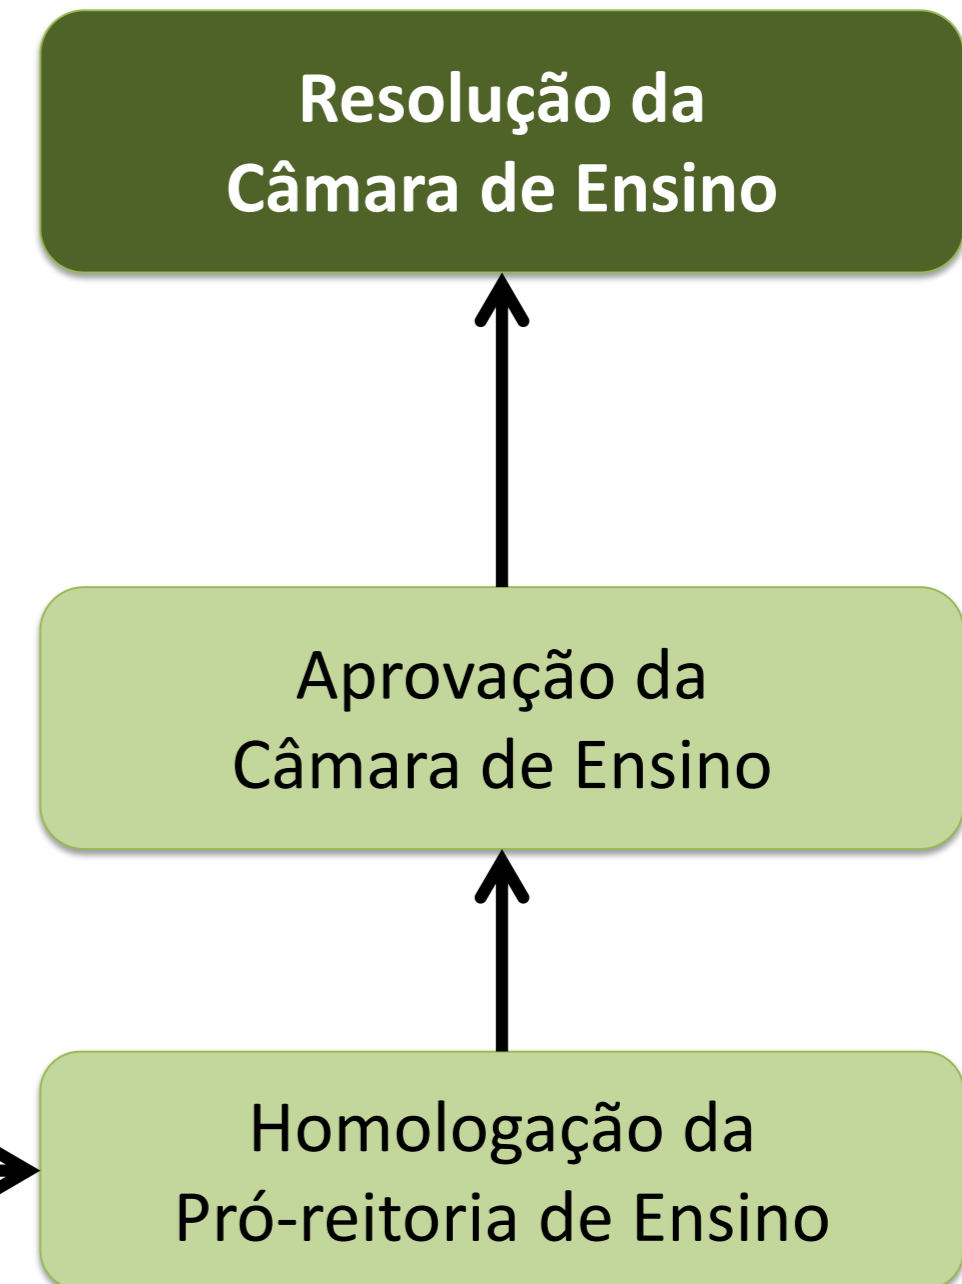 Resolução da
Câmara de Ensino
Aprovação da
Câmara de Ensino
Homologação da
Pró-reitoria de Ensino